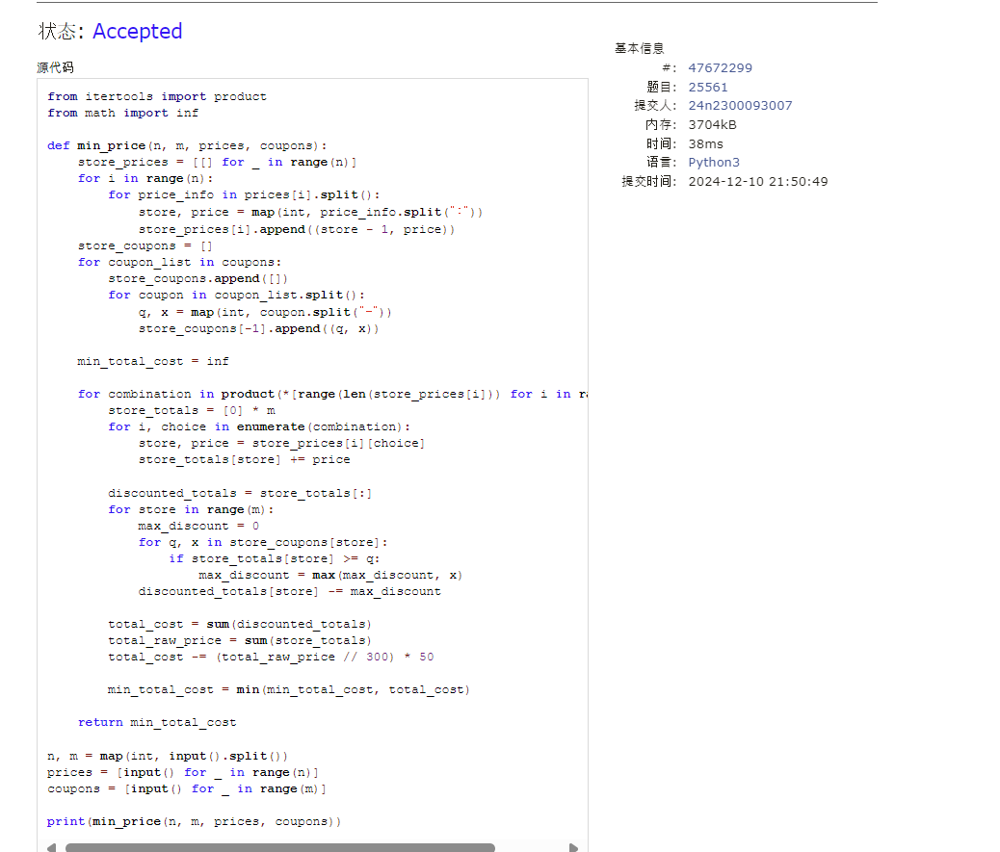 状态: Accepted
源代码
from itertools import product
from math import inf
def min_price(n, m, prices, coupons):
    store_prices = [[] for _ in range(n)]
    for i in range(n):
        for price_info in prices[i].split():
            store, price = map(int, price_info.split(":"))
            store_prices[i].append((store - 1, price))
    store_coupons = []
    for coupon_list in coupons:
        store_coupons.append([])
        for coupon in coupon_list.split():
            q, x = map(int, coupon.split("-"))
            store_coupons[-1].append((q, x))
    min_total_cost = inf
    for combination in product(*[range(len(store_prices[i])) for i in ra
        store_totals = [0] * m
        for i, choice in enumerate(combination):
            store, price = store_prices[i][choice]
            store_totals[store] += price
        discounted_totals = store_totals[:]
        for store in range(m):
            max_discount = 0
            for q, x in store_coupons[store]:
                if store_totals[store] >= q:
                    max_discount = max(max_discount, x)
            discounted_totals[store] -= max_discount
        total_cost = sum(discounted_totals)
        total_raw_price = sum(store_totals)
        total_cost -= (total_raw_price // 300) * 50
        min_total_cost = min(min_total_cost, total_cost)
    return min_total_cost
n, m = map(int, input().split())
prices = [input() for _ in range(n)]
coupons = [input() for _ in range(m)]
print(min_price(n, m, prices, coupons))
基本信息
#: 47672299
题目: 25561
提交人: 24n2300093007
内存: 3704kB
时间: 38ms
语言: Python3
提交时间: 2024-12-10 21:50:49